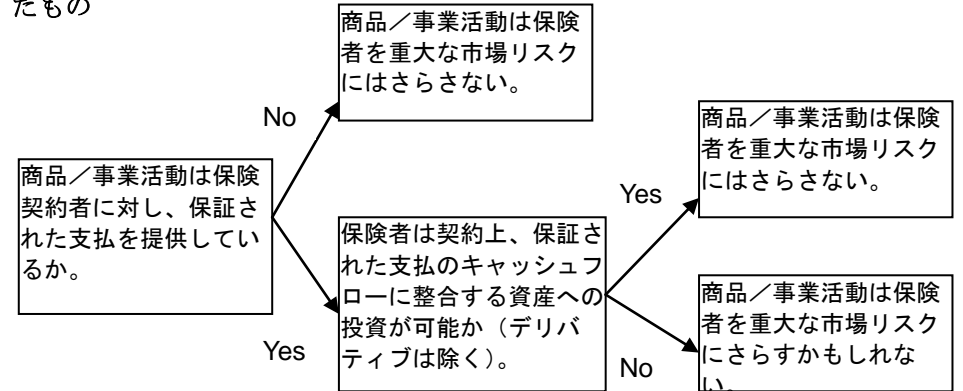 たもの
商品／事業活動は保険
者を重大な市場リスク
にはさらさない。
No
商品／事業活動は保険
契約者に対し、保証さ
れた支払を提供してい
るか。
Yes
保険者は契約上、保証さ
れた支払のキャッシュフ
ローに整合する資産への
投資が可能か（デリバ
ティブは除く）。
Yes
商品／事業活動は保険
者を重大な市場リスク
にはさらさない。
No
商品／事業活動は保険
者を重大な市場リスク
にさらすかもしれな
い。